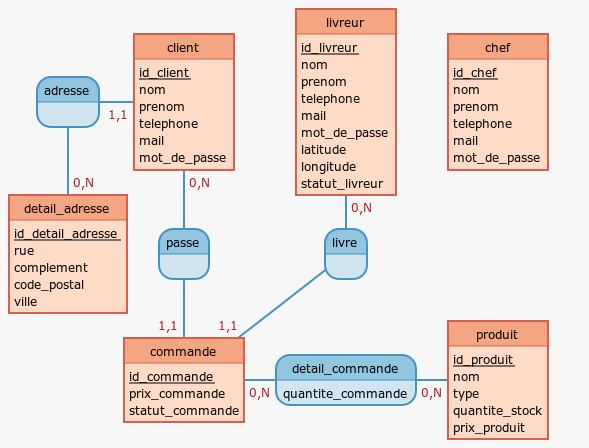 client
id_client
nom
prenom
telephone
mail
mot_de_passe
livreur
id_livreur
nom
prenom
telephone
mail
mot_de_passe
latitude
longitude
statut_livreur
chef
id_chef
nom
prenom
telephone
mail
mot_de_passe
adresse
1,1
0,N
0,N
0,N
detail_adresse
id_detail_adresse
rue
complement
code_postal
ville
passe
livre
1,1
1,1
commande
id_commande
prix_commande
statut_commande
0,N
detail_commande
quantite_commande
0,N
produit
id_produit
nom
type
quantite_stock
prix_produit